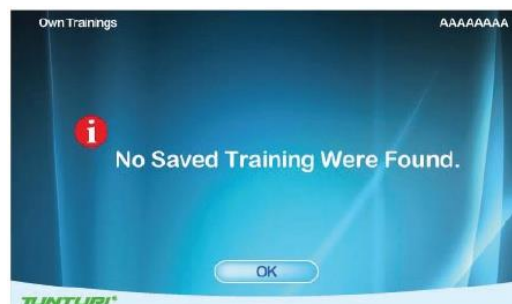 Own Trainings
AAAAAAAA
i
No Saved Training Were Found.
OK
TUNTURI®